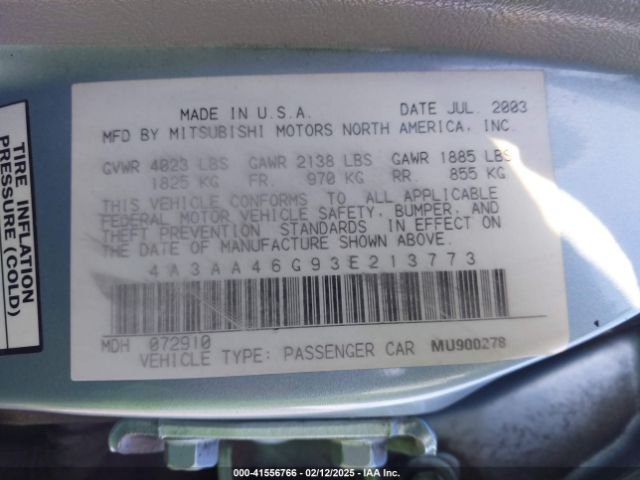 MADE IN U.S.A. DATE JUL. 2003
MFD BY MITSUBISHI MOTORS NORTH AMERICA, INC.
GVWR 4023 LBS GAWR 2138 LBS GAWR 1885 LBS
1825 KG FR. 970 KG RR. 855 KG
THIS VEHICLE CONFORMS TO ALL APPLICABLE
FEDERAL MOTOR VEHICLE SAFETY, BUMPER, AND
THEFT PREVENTION STANDARDS IN EFFECT ON
THE DATE OF MANUFACTURE SHOWN ABOVE.
4A3AA46G93E213773
MDH 072910
VEHICLE TYPE: PASSENGER CAR MU900278
TIRE INFLATION
PRESSURE (COLD)
000-41556766 - 02/12/2025 - IAA Inc.